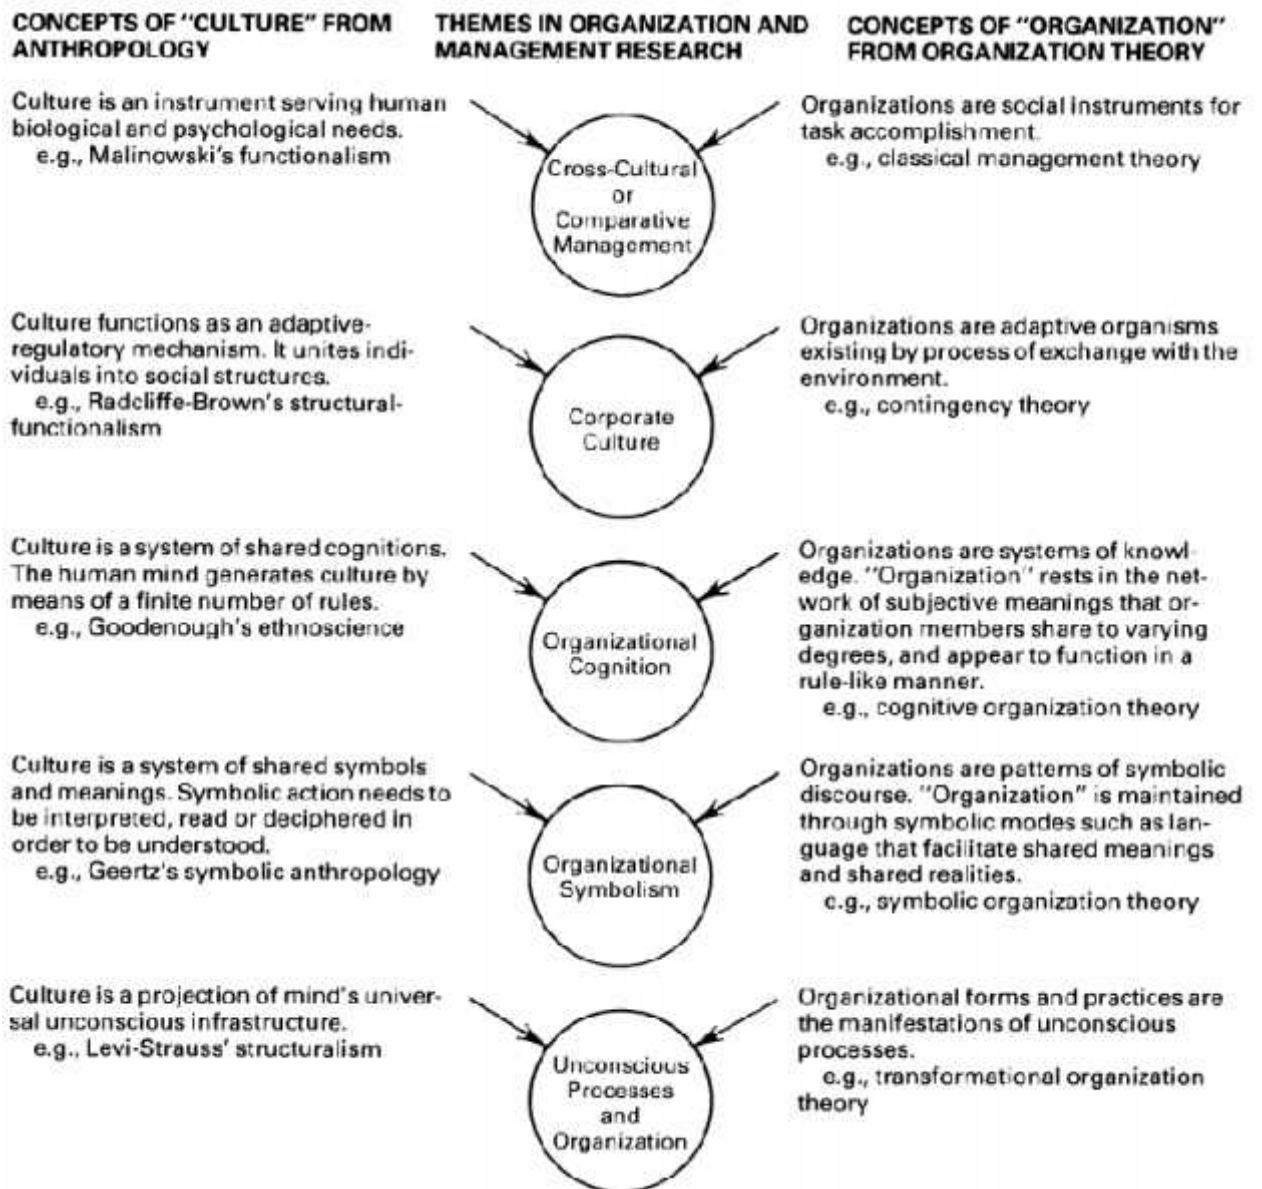 CONCEPTS OF "CULTURE" FROM
ANTHROPOLOGY
THEMES IN ORGANIZATION AND
MANAGEMENT RESEARCH
CONCEPTS OF "ORGANIZATION"
FROM ORGANIZATION THEORY
Culture is an instrument serving human
biological and psychological needs.
e.g., Malinowski's functionalism
Cross-Cultural
or
Comparative
Management
Organizations are social instruments for
task accomplishment.
e.g., classical management theory
Culture functions as an adaptive-
regulatory mechanism. It unites indi-
viduals into social structures.
e.g., Radcliffe-Brown's structural-
functionalism
Corporate
Culture
Organizations are adaptive organisms
existing by process of exchange with the
environment.
e.g., contingency theory
Culture is a system of shared cognitions.
The human mind generates culture by
means of a finite number of rules.
e.g., Goodenough's ethnoscience
Organizational
Cognition
Organizations are systems of knowl-
edge. "Organization" rests in the net-
work of subjective meanings that or-
ganization members share to varying
degrees, and appear to function in a
rule-like manner.
e.g., cognitive organization theory
Culture is a system of shared symbols
and meanings. Symbolic action needs to
be interpreted, read or deciphered in
order to be understood.
e.g., Geertz's symbolic anthropology
Organizational
Symbolism
Organizations are patterns of symbolic
discourse. "Organization" is maintained
through symbolic modes such as lan-
guage that facilitate shared meanings
and shared realities.
e.g., symbolic organization theory
Culture is a projection of mind's univer-
sal unconscious infrastructure.
e.g., Levi-Strauss' structuralism
Unconscious
Processes
and
Organization
Organizational forms and practices are
the manifestations of unconscious
processes.
e.g., transformational organization
theory